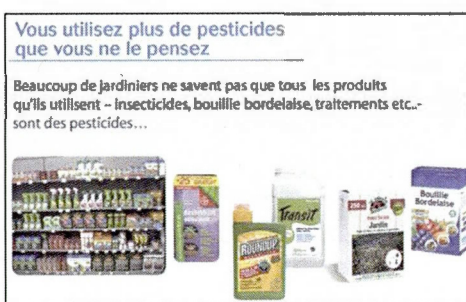 Vous utilisez plus de pesticides
que vous ne le pensez
Beaucoup de jardiniers ne savent pas que tous les produits
qu'ils utilisent – insecticides, bouillie bordelaise, traitements etc..-
sont des pesticides...
ROUNDUP
Transit
Jardin
Bouillie
Bordelaise